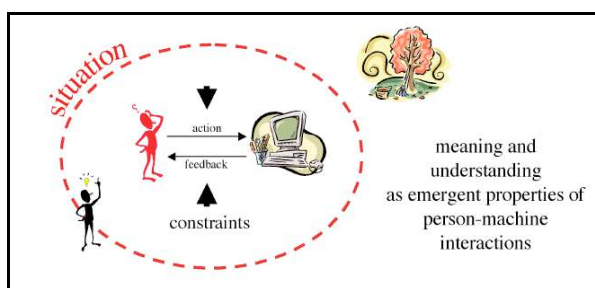 situation
action
feedback
constraints
meaning and
understanding
as emergent properties of
person-machine
interactions